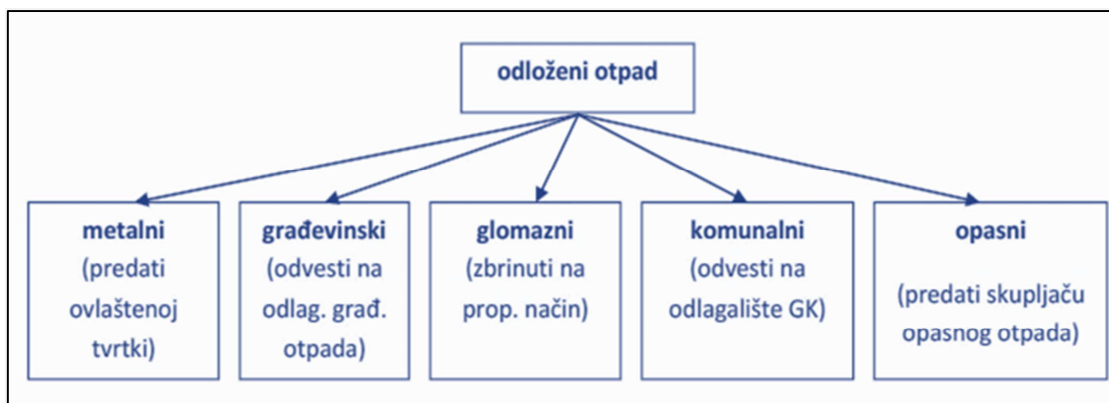 odloženi otpad
metalni
(predati
ovlaštenoj
tvrtki)
građevinski
(odvesti na
odlag. građ.
otpada)
glomazni
(zbrinuti na
prop. način)
komunalni
(odvesti na
odlagalište GK)
opasni
(predati skupljaču
opasnog otpada)